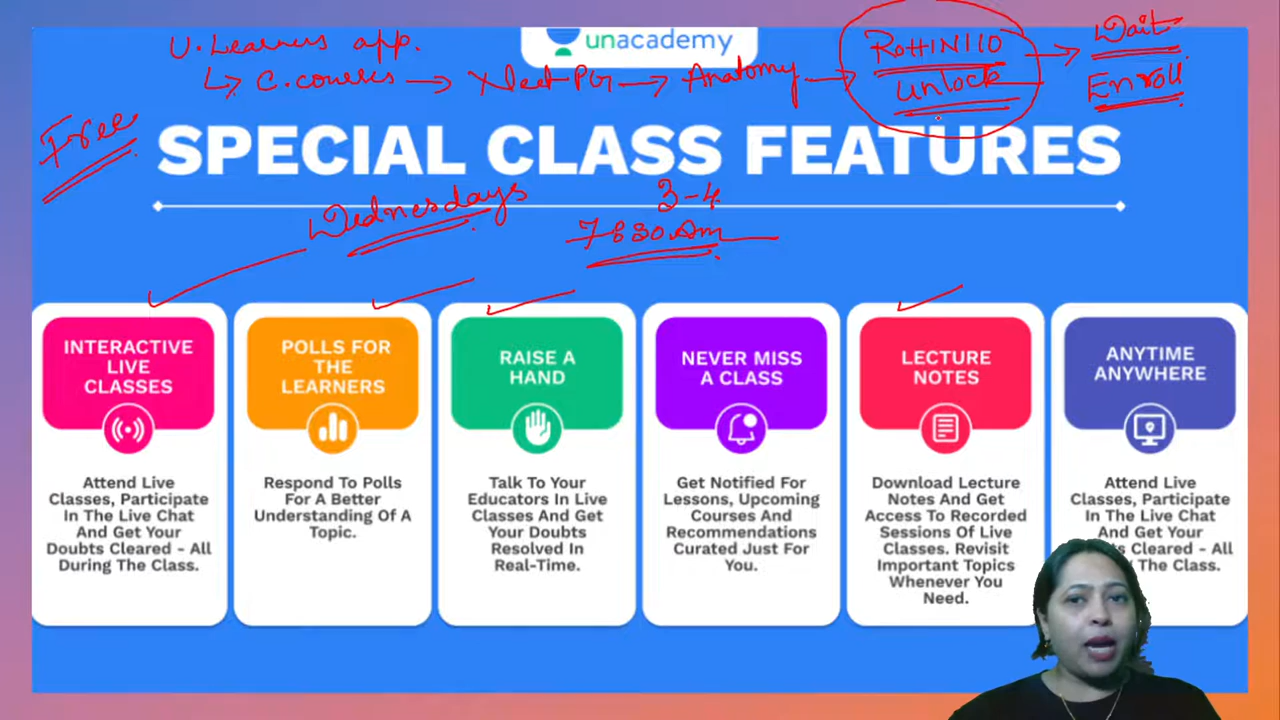 U. Learners app.
unacademy
↳ C. courses → Neet PG → Anatomy → ROHINI10 → Wait
Unlock
Enroll
Free
SPECIAL CLASS FEATURES
Wednesdays
3-4
7:30 Am
INTERACTIVE
LIVE
CLASSES
Attend Live
Classes, Participate
In The Live Chat
And Get Your
Doubts Cleared - All
During The Class.
POLLS FOR
THE
LEARNERS
Respond To Polls
For A Better
Understanding Of A
Topic.
RAISE A
HAND
Talk To Your
Educators In Live
Classes And Get
Your Doubts
Resolved In
Real-Time.
NEVER MISS
A CLASS
Get Notified For
Lessons, Upcoming
Courses And
Recommendations
Curated Just For
You.
LECTURE
NOTES
Download Lecture
Notes And Get
Access To Recorded
Sessions Of Live
Classes. Revisit
Important Topics
Whenever You
Need.
ANYTIME
ANYWHERE
Attend Live
Classes, Participate
In The Live Chat
And Get Your
Cleared - All
The Class.